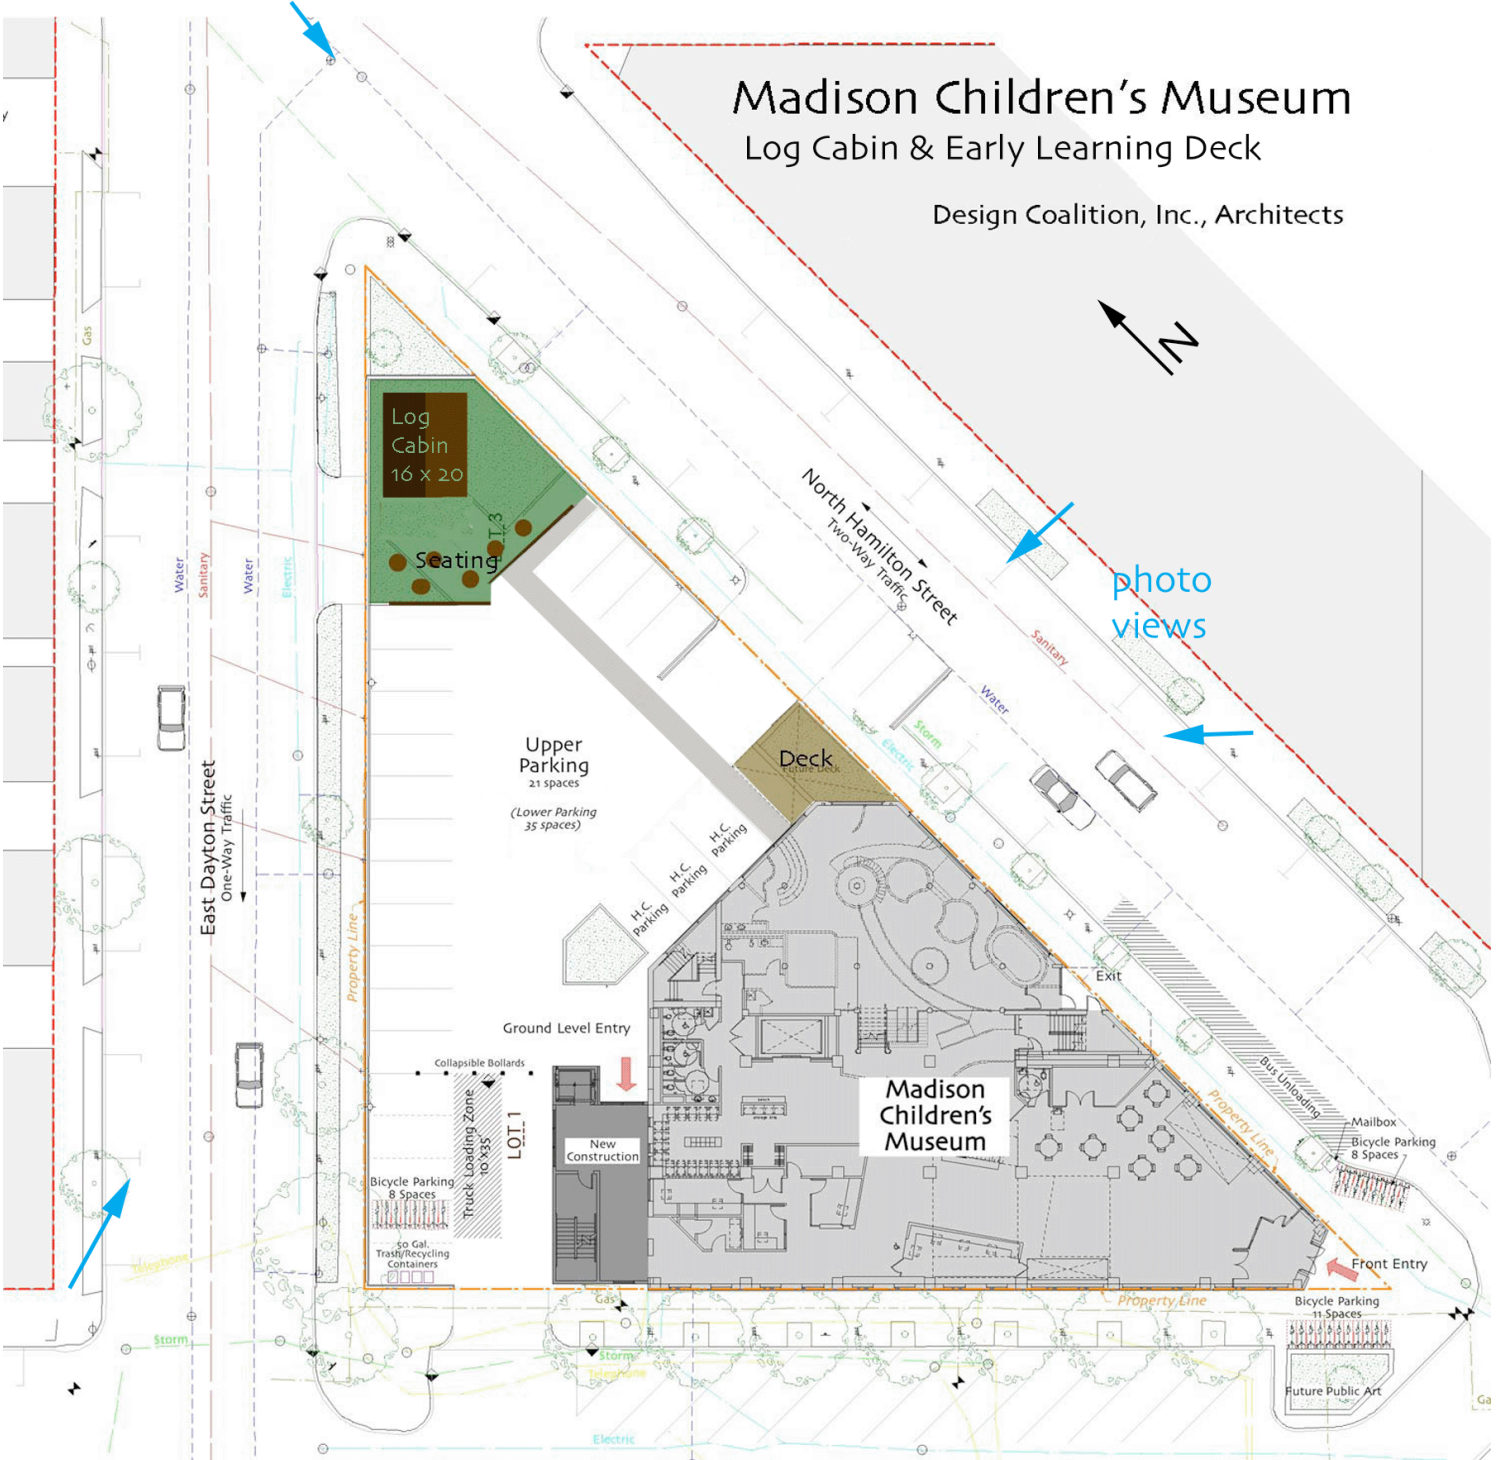 Madison Children's Museum
Log Cabin & Early Learning Deck
Design Coalition, Inc., Architects
N
y
Gas
Log
Cabin
16 x 20
T 3
Seating
North Hamilton Street
Two-Way Traffic
photo
views
Water
Sanitary
Water
Electric
Sanitary
Water
Storm
Electric
Deck
Future Deck
Upper
Parking
21 spaces
(Lower Parking
35 spaces)
H.C.
Parking
H.C.
Parking
H.C.
Parking
East Dayton Street
One-Way Traffic
Property Line
Exit
Ground Level Entry
Collapsible Bollards
Truck Loading Zone
10 x35'
LOT 1
New
Construction
Madison
Children's
Museum
Bus Unloading
Property Line
Mailbox
Bicycle Parking
8 Spaces
Bicycle Parking
8 Spaces
50 Gal.
Trash/Recycling
Containers
Telephone
Front Entry
Gas
Property Line
Bicycle Parking
11 Spaces
Storm
Storm
Telephone
Future Public Art
Ga
Electric